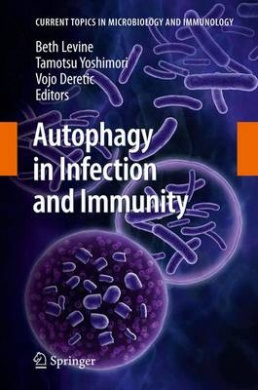 CURRENT TOPICS IN MICROBIOLOGY AND IMMUNOLOGY
Beth Levine
Tamotsu Yoshimori
Vojo Deretic
Editors
Autophagy
in Infection
and Immunity
Springer